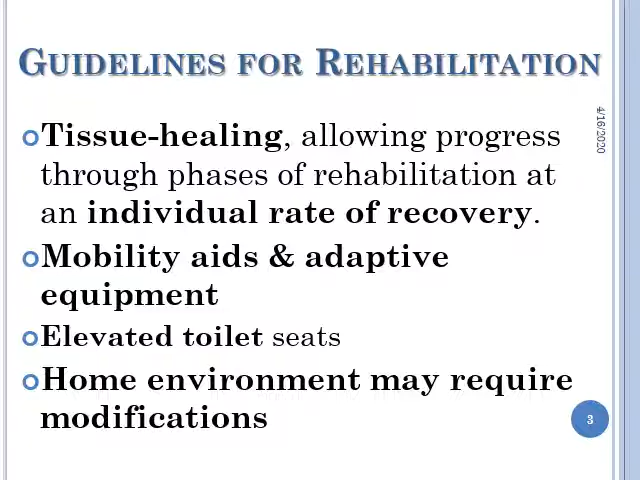 GUIDELINES FOR REHABILITATION
4/16/2020
Tissue-healing, allowing progress
through phases of rehabilitation at
an individual rate of recovery.
Mobility aids & adaptive
equipment
Elevated toilet seats
Home environment may require
modifications
3